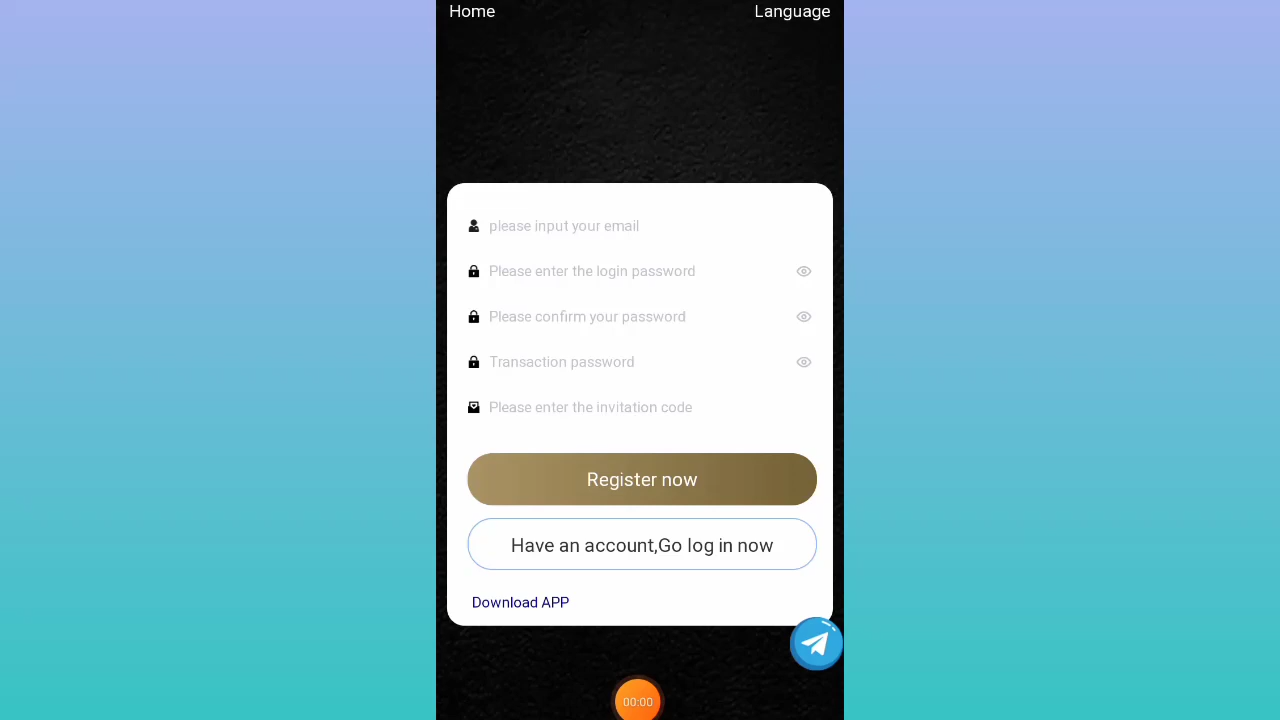 Home
Language
please input your email
Please enter the login password
Please confirm your password
Transaction password
Please enter the invitation code
Register now
Have an account,Go log in now
Download APP
00:00